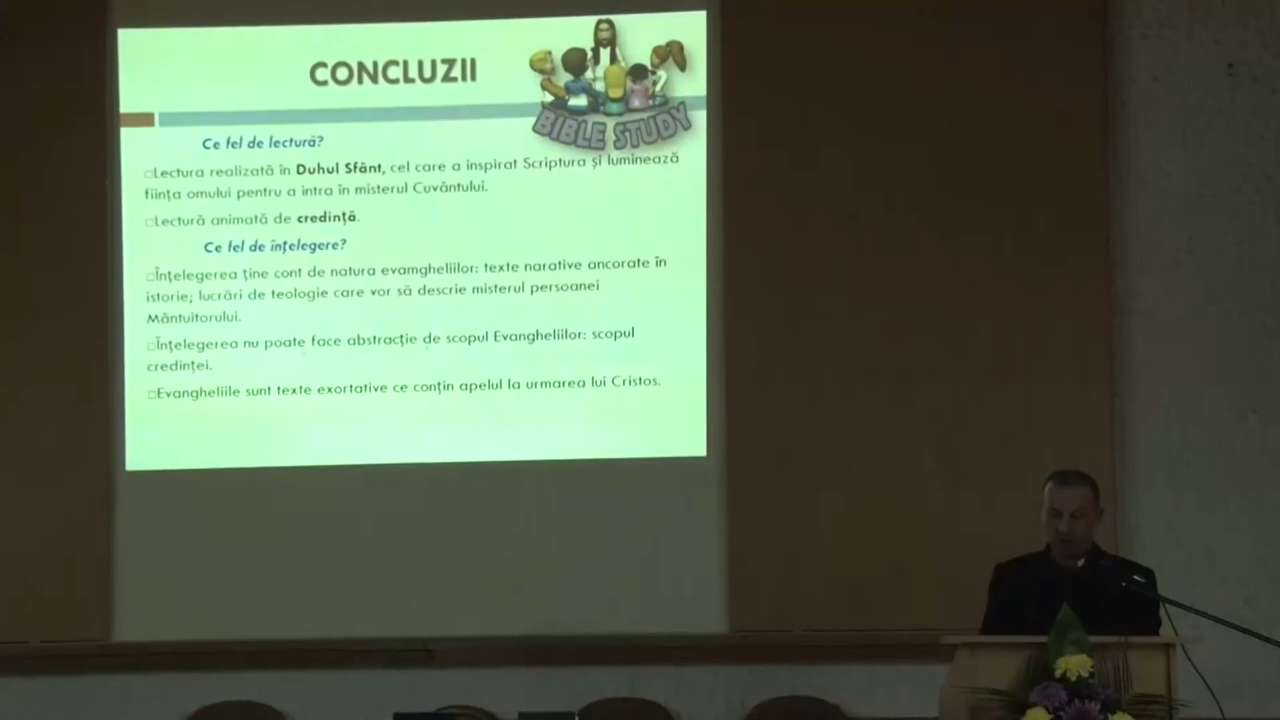 CONCLUZII
BIBLE STUDY
Ce fel de lectură?
Lectura realizată în Duhul Sfânt, cel care a inspirat Scriptura și luminează
ființa omului pentru a intra în misterul Cuvântului.
Lectură animată de credință.
Ce fel de înțelegere?
Înțelegerea ține cont de natura evamgheliilor: texte narative ancorate în
istorie; lucrări de teologie care vor să descrie misterul persoanei
Mântuitorului.
Înțelegerea nu poate face abstracție de scopul Evangheliilor: scopul
credinței.
Evangheliile sunt texte exortative ce conțin apelul la urmarea lui Cristos.